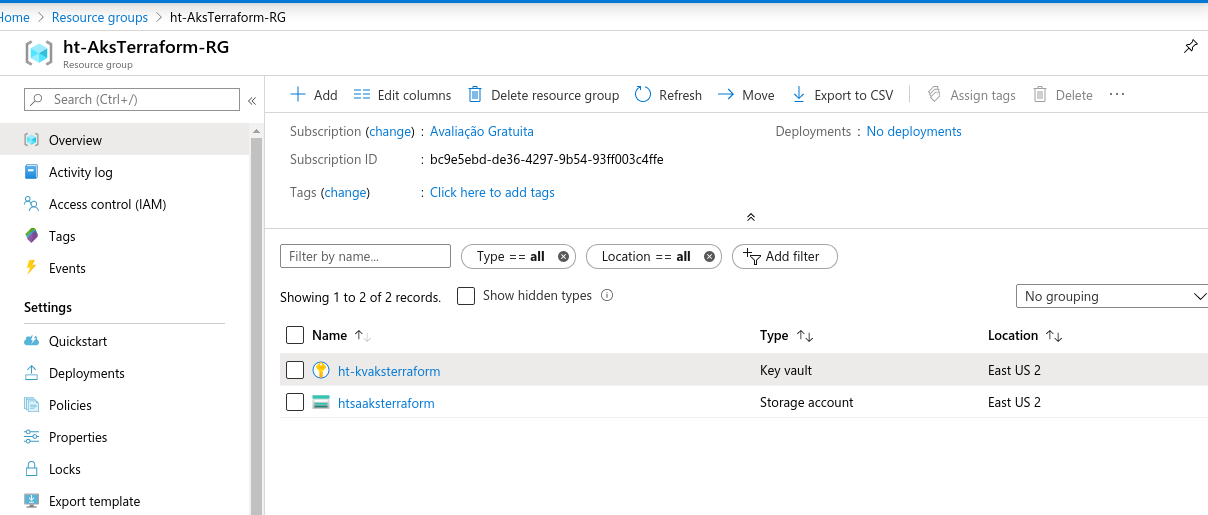 Home > Resource groups > ht-AksTerraform-RG
ht-AksTerraform-RG
Resource group
Search (Ctrl+/)
«
Overview
Activity log
Access control (IAM)
Tags
Events
Settings
Quickstart
Deployments
Policies
Properties
Locks
Export template
Add Edit columns Delete resource group Refresh Move Export to CSV Assign tags Delete ...
Subscription (change) : Avaliação Gratuita Deployments : No deployments
Subscription ID : bc9e5ebd-de36-4297-9b54-93ff003c4ffe
Tags (change) : Click here to add tags
Filter by name... Type == all Location == all Add filter
Showing 1 to 2 of 2 records. Show hidden types No grouping
Name Type Location
ht-kvaksterraform Key vault East US 2
htsaaksterraform Storage account East US 2